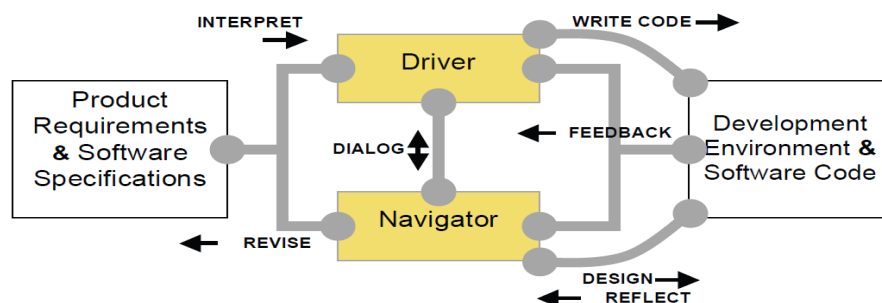 INTERPRET
WRITE CODE
Driver
Product
Requirements
& Software
Specifications
DIALOG
FEEDBACK
Development
Environment &
Software Code
Navigator
REVISE
DESIGN
REFLECT